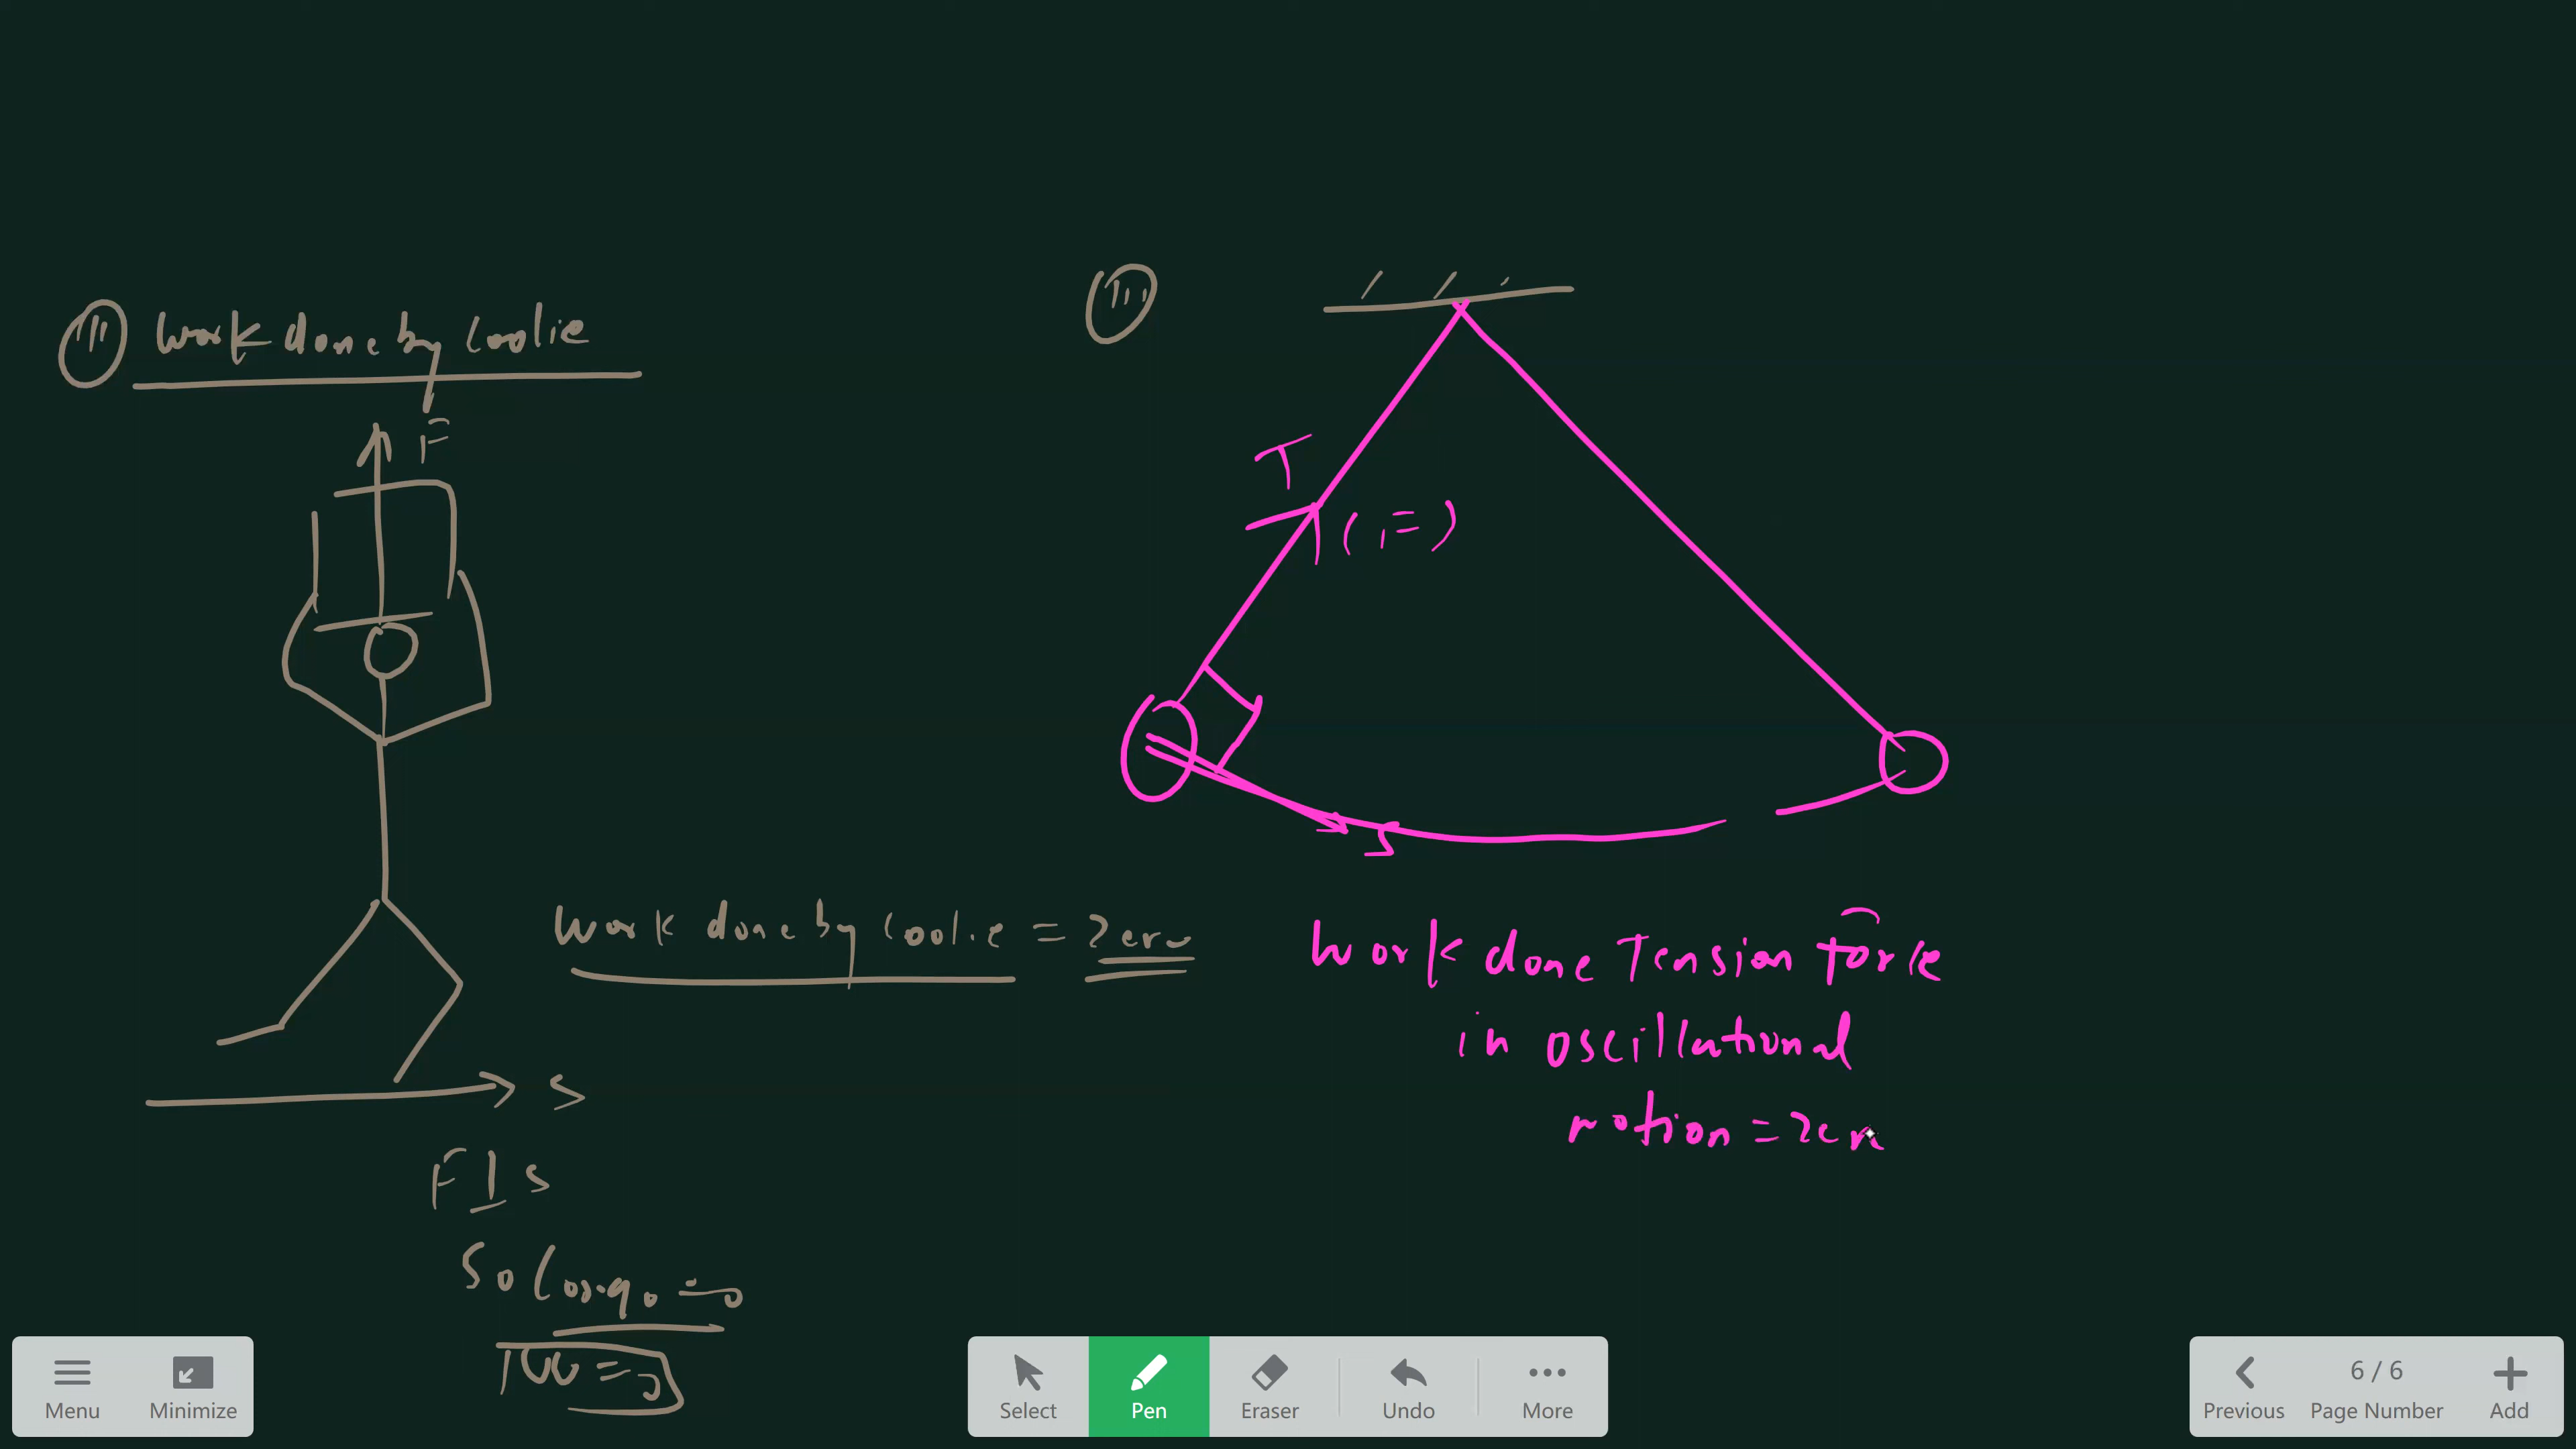 (II) Work done by Coolie
F
Work done by Coolie = Zero
S
F ⊥ S
So Cos 90 = 0
W = 0
(III)
T
(F)
S
Work done Tension force
in oscillational
motion = zero
Menu
Minimize
Select
Pen
Eraser
Undo
More
Previous
6 / 6
Page Number
Add